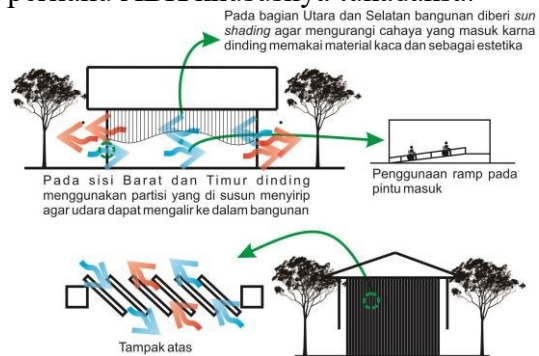 Pada bagian Utara dan Selatan bangunan diberi sun
shading agar mengurangi cahaya yang masuk karna
dinding memakai material kaca dan sebagai estetika
Pada sisi Barat dan Timur dinding
menggunakan partisi yang di susun menyirip
agar udara dapat mengalir ke dalam bangunan
Penggunaan ramp pada
pintu masuk
Tampak atas